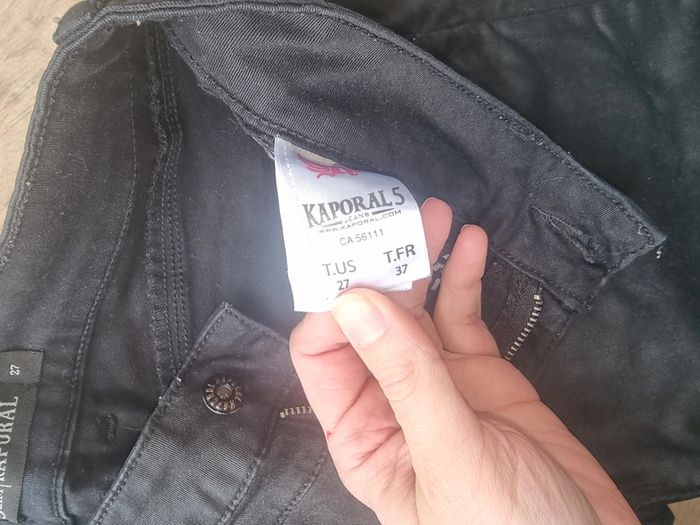 KAPORAL 5
JEANS
WWW.KAPORAL.COM
CA 56111
T.US T.FR
27 37
27
KAPORAL